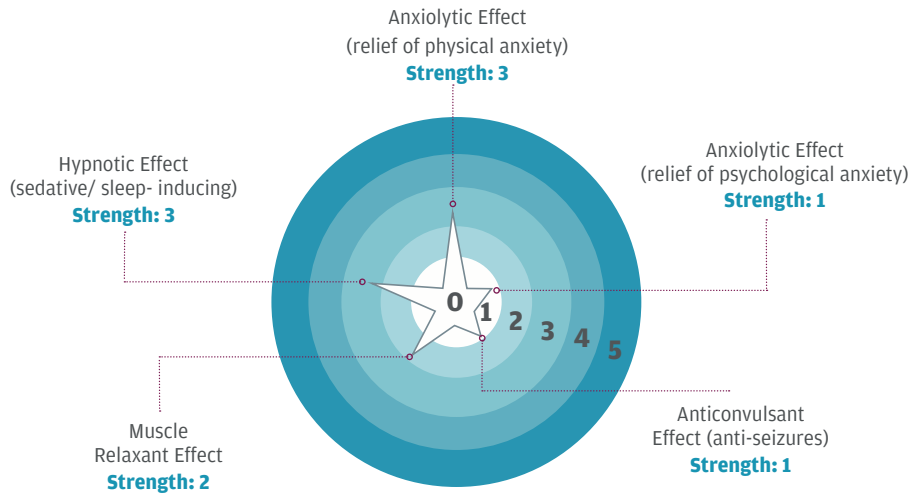 Anxiolytic Effect
(relief of physical anxiety)
Strength: 3
Hypnotic Effect
(sedative/ sleep- inducing)
Strength: 3
Anxiolytic Effect
(relief of psychological anxiety)
Strength: 1
0
1
2
3
4
5
Muscle
Relaxant Effect
Strength: 2
Anticonvulsant
Effect (anti-seizures)
Strength: 1